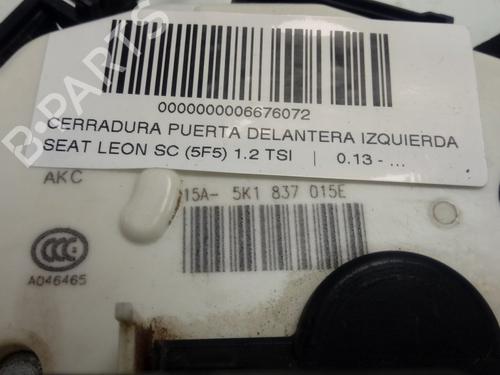 0000000006676072
CERRADURA PUERTA DELANTERA IZQUIERDA
SEAT LEON SC (5F5) 1.2 TSI | 0.13 - ...
AKC
15A- 5K1 837 015E
CCC
A046465
B-PARTS